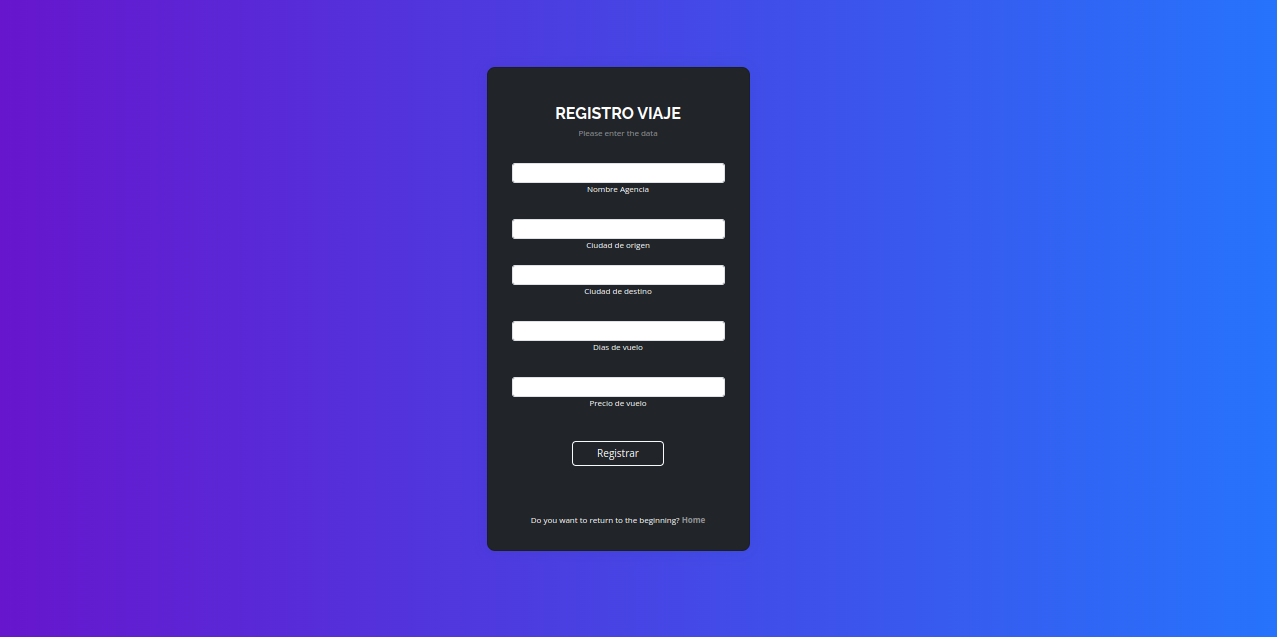 REGISTRO VIAJE
Please enter the data
Nombre Agencia
Ciudad de origen
Ciudad de destino
Dias de vuelo
Precio de vuelo
Registrar
Do you want to return to the beginning? Home